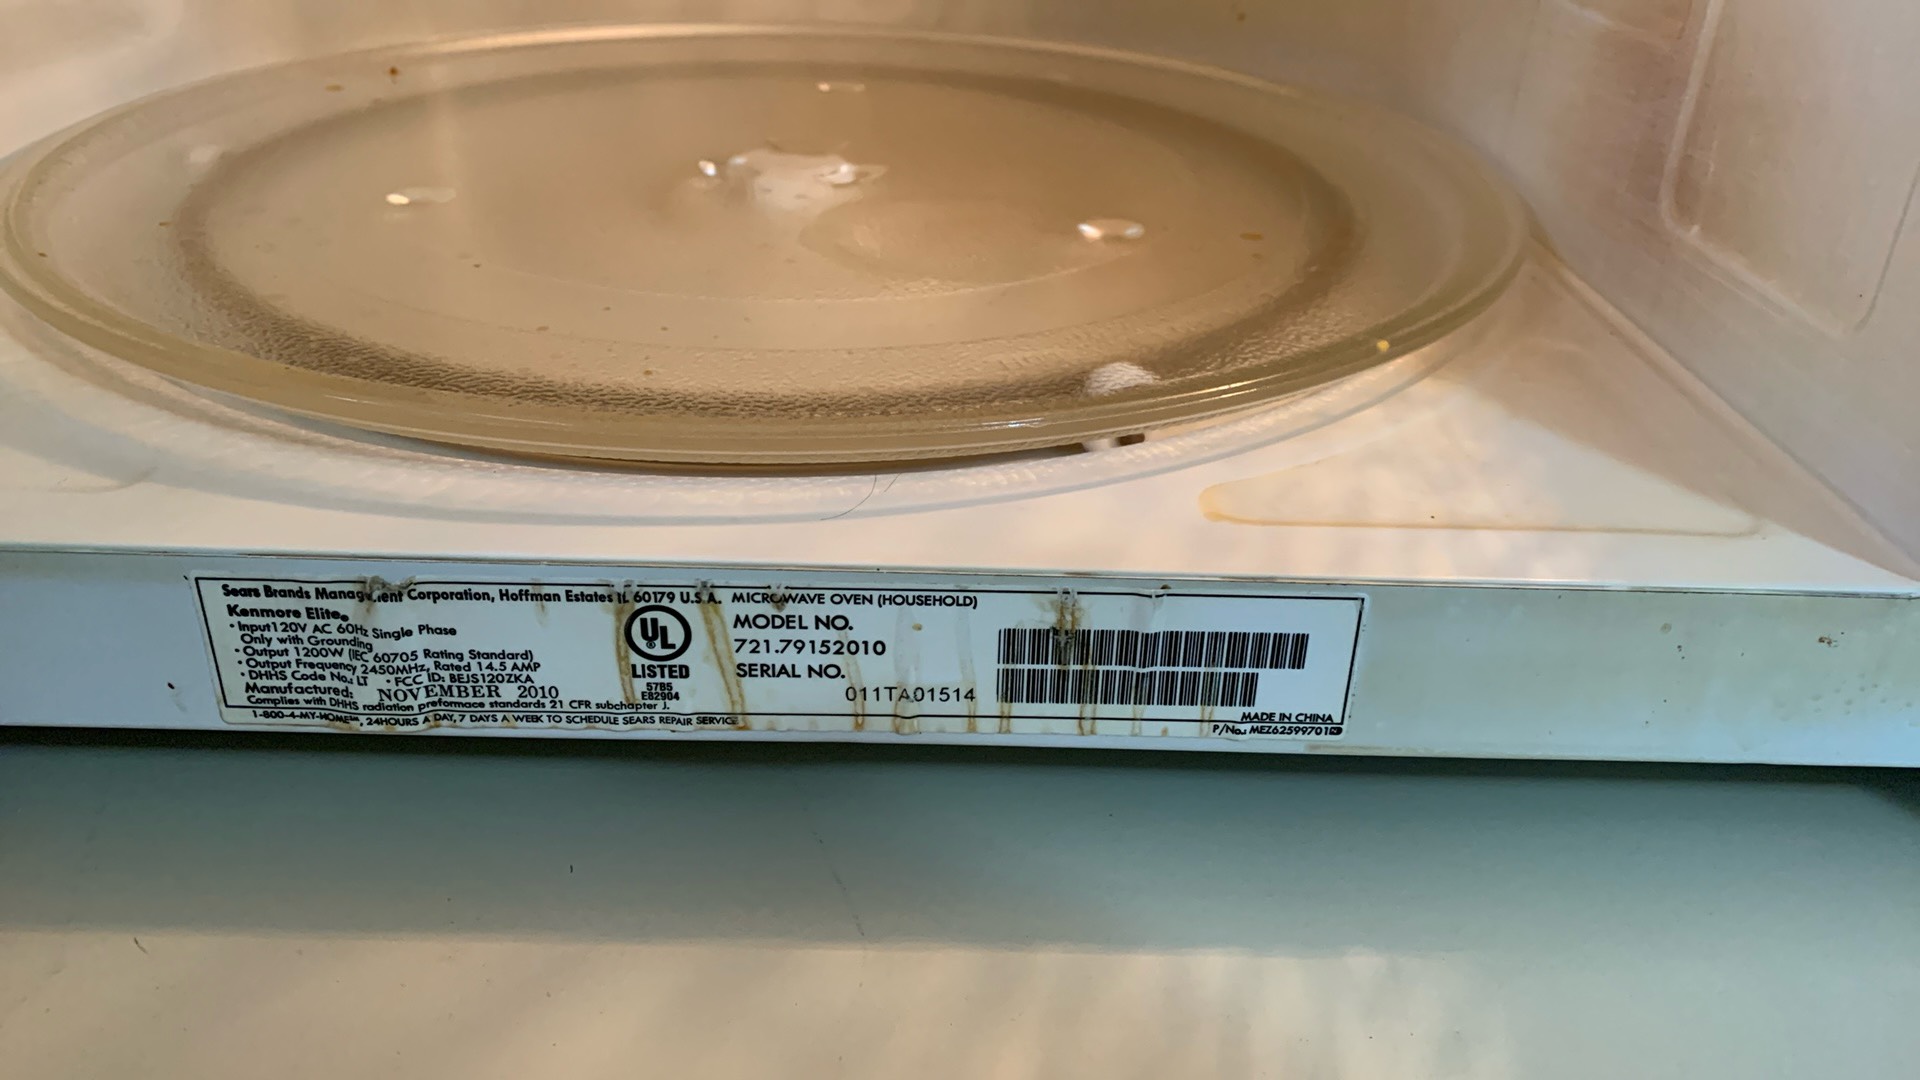 Sears Brands Management Corporation, Hoffman Estates IL 60179 U.S.A.
Kenmore Elite®
• Input120V AC 60Hz Single Phase
Only with Grounding
• Output 1200W (IEC 60705 Rating Standard)
• Output Frequency 2450MHz, Rated 14.5 AMP
• DHHS Code No.: LT • FCC ID: BEJS120ZKA
Manufactured: NOVEMBER 2010
Complies with DHHS radiation preformace standards 21 CFR subchapter J.
1-800-4-MY-HOME℠, 24HOURS A DAY, 7 DAYS A WEEK TO SCHEDULE SEARS REPAIR SERVICE
UL
LISTED
57B5
E82904
MICROWAVE OVEN (HOUSEHOLD)
MODEL NO.
721.79152010
SERIAL NO.
011TA01514
MADE IN CHINA
P/No.: MEZ62599701